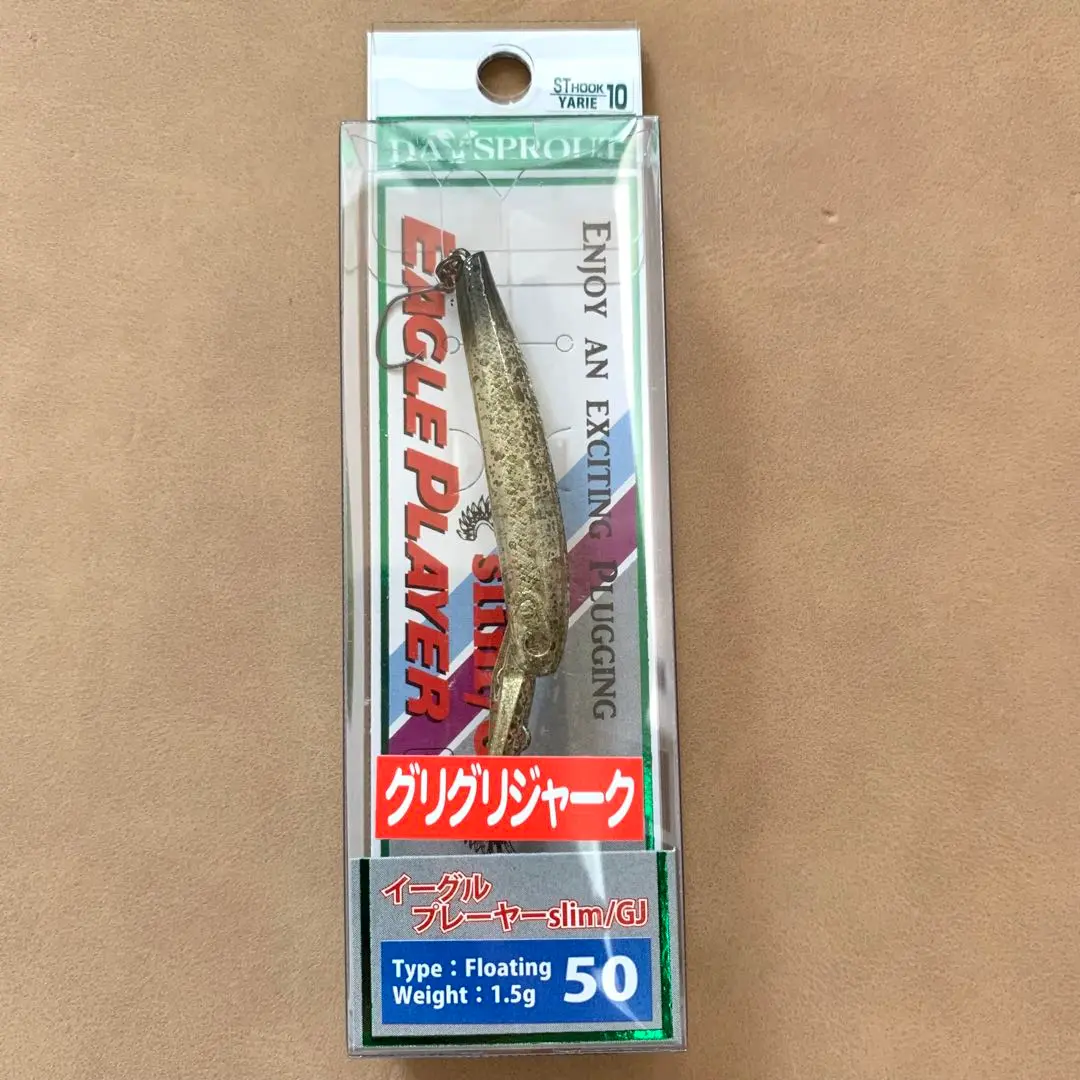 ST HOOK 10
YARIE
DAYSPROUT
EAGLE PLAYER
slim
ENJOY AN EXCITING PLUGGING
グリグリジャーク
イーグル
プレーヤーslim/GJ
Type：Floating
Weight：1.5g
50